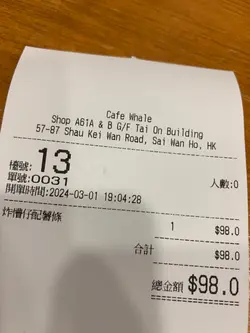 Cafe Whale
Shop A61A & B G/F Tai On Building
57-87 Shau Kei Wan Road, Sai Wan Ho, HK
檯號: 13
單號:0031 人數:0
開單時間:2024-03-01 19:04:28
炸慒仔配薯條 1 $98.0
合計 $98.0
總金額 $98.0